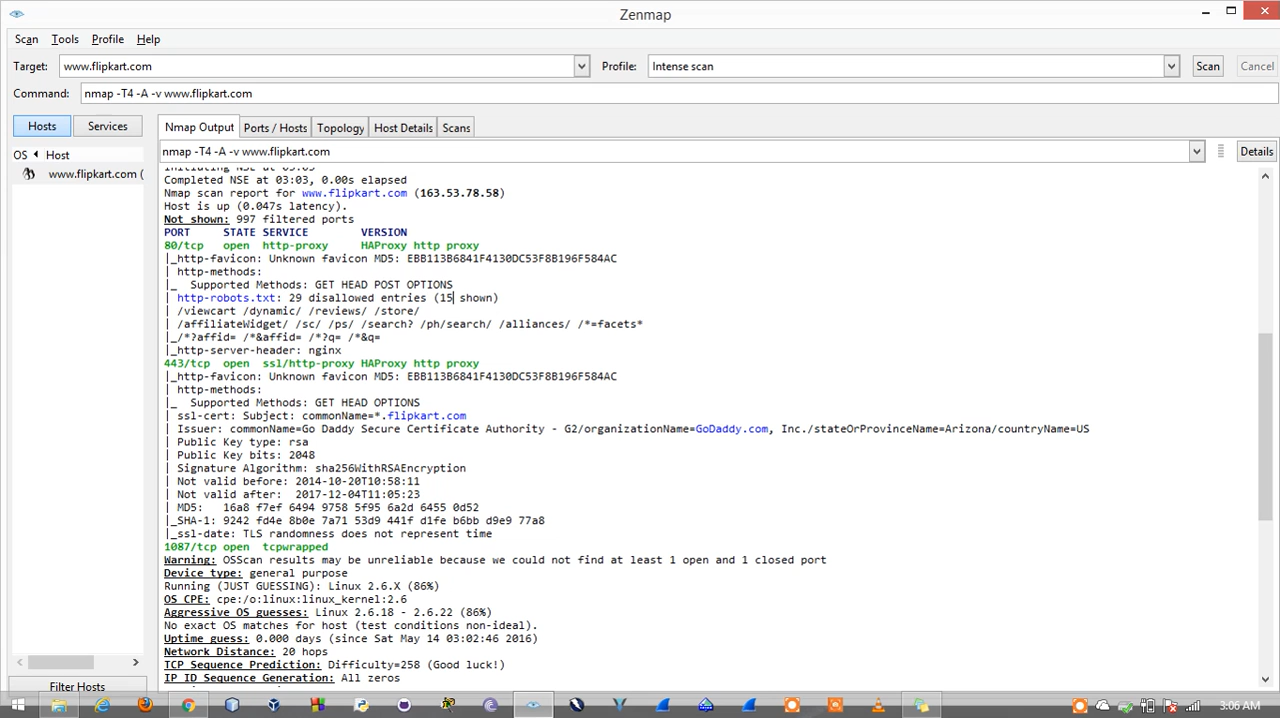 Zenmap
Scan Tools Profile Help
Target: www.flipkart.com Profile: Intense scan Scan Cancel
Command: nmap -T4 -A -v www.flipkart.com
Hosts Services
Nmap Output Ports / Hosts Topology Host Details Scans
OS Host
www.flipkart.com (
nmap -T4 -A -v www.flipkart.com Details
Completed NSE at 03:03, 0.00s elapsed
Nmap scan report for www.flipkart.com (163.53.78.58)
Host is up (0.047s latency).
Not shown: 997 filtered ports
PORT STATE SERVICE VERSION
80/tcp open http-proxy HAProxy http proxy
|_http-favicon: Unknown favicon MD5: EBB113B6841F4130DC53F8B196F584AC
| http-methods:
|_ Supported Methods: GET HEAD POST OPTIONS
| http-robots.txt: 29 disallowed entries (15 shown)
| /viewcart /dynamic/ /reviews/ /store/
| /affiliateWidget/ /sc/ /ps/ /search? /ph/search/ /alliances/ /*=facets*
|_/*?affid= /*&affid= /*?q= /*&q=
|_http-server-header: nginx
443/tcp open ssl/http-proxy HAProxy http proxy
|_http-favicon: Unknown favicon MD5: EBB113B6841F4130DC53F8B196F584AC
| http-methods:
|_ Supported Methods: GET HEAD OPTIONS
| ssl-cert: Subject: commonName=*.flipkart.com
| Issuer: commonName=Go Daddy Secure Certificate Authority - G2/organizationName=GoDaddy.com, Inc./stateOrProvinceName=Arizona/countryName=US
| Public Key type: rsa
| Public Key bits: 2048
| Signature Algorithm: sha256WithRSAEncryption
| Not valid before: 2014-10-20T10:58:11
| Not valid after: 2017-12-04T11:05:23
| MD5: 16a8 f7ef 6494 9758 5f95 6a2d 6455 0d52
|_SHA-1: 9242 fd4e 8b0e 7a71 53d9 441f d1fe b6bb d9e9 77a8
|_ssl-date: TLS randomness does not represent time
1087/tcp open tcpwrapped
Warning: OSScan results may be unreliable because we could not find at least 1 open and 1 closed port
Device type: general purpose
Running (JUST GUESSING): Linux 2.6.X (86%)
OS CPE: cpe:/o:linux:linux_kernel:2.6
Aggressive OS guesses: Linux 2.6.18 - 2.6.22 (86%)
No exact OS matches for host (test conditions non-ideal).
Uptime guess: 0.000 days (since Sat May 14 03:02:46 2016)
Network Distance: 20 hops
TCP Sequence Prediction: Difficulty=258 (Good luck!)
IP ID Sequence Generation: All zeros
Filter Hosts
3:06 AM